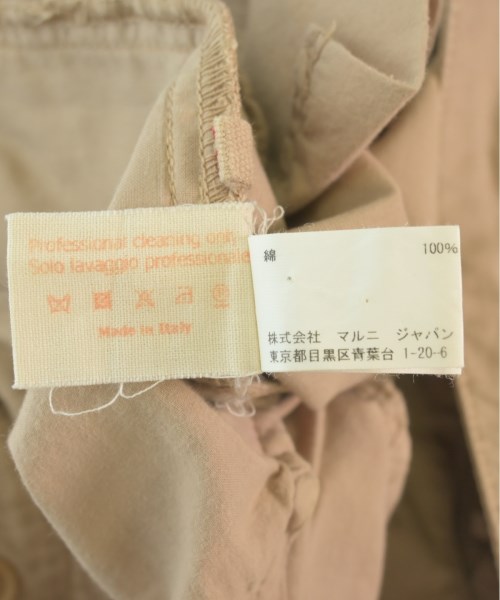 Professional cleaning only
Solo lavaggio professionale
Made in Italy
綿 100%
株式会社 マルニ ジャパン
東京都目黒区青葉台 1-20-6